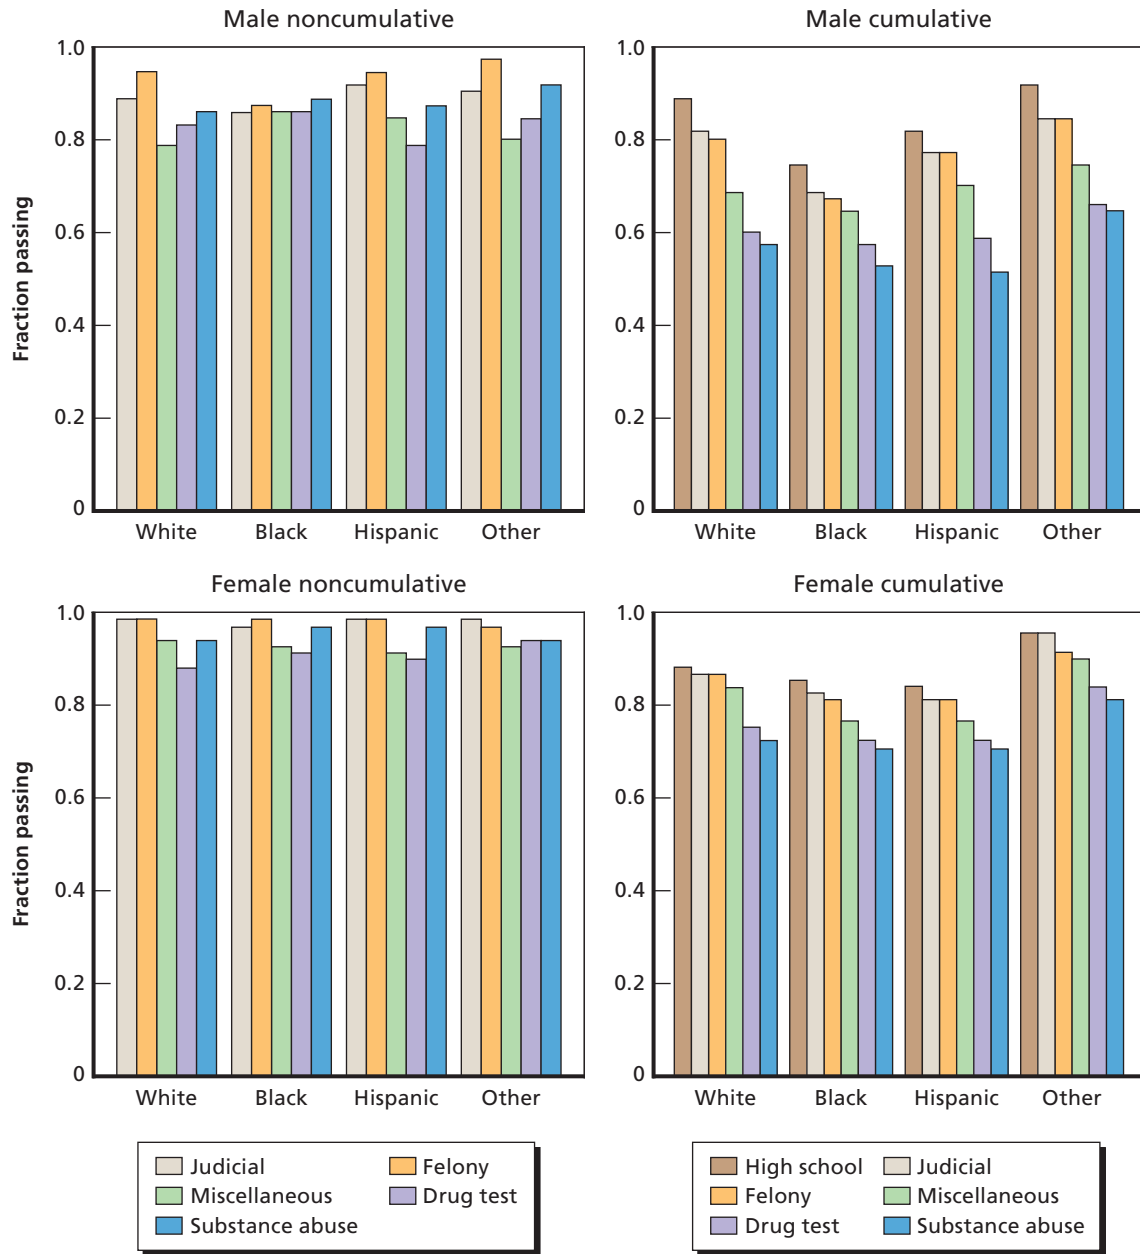 Male noncumulative
Fraction passing
1.0
0.8
0.6
0.4
0.2
0
White Black Hispanic Other
Male cumulative
1.0
0.8
0.6
0.4
0.2
0
White Black Hispanic Other
Female noncumulative
Fraction passing
1.0
0.8
0.6
0.4
0.2
0
White Black Hispanic Other
Female cumulative
1.0
0.8
0.6
0.4
0.2
0
White Black Hispanic Other
Judicial Felony
Miscellaneous Drug test
Substance abuse
High school Judicial
Felony Miscellaneous
Drug test Substance abuse